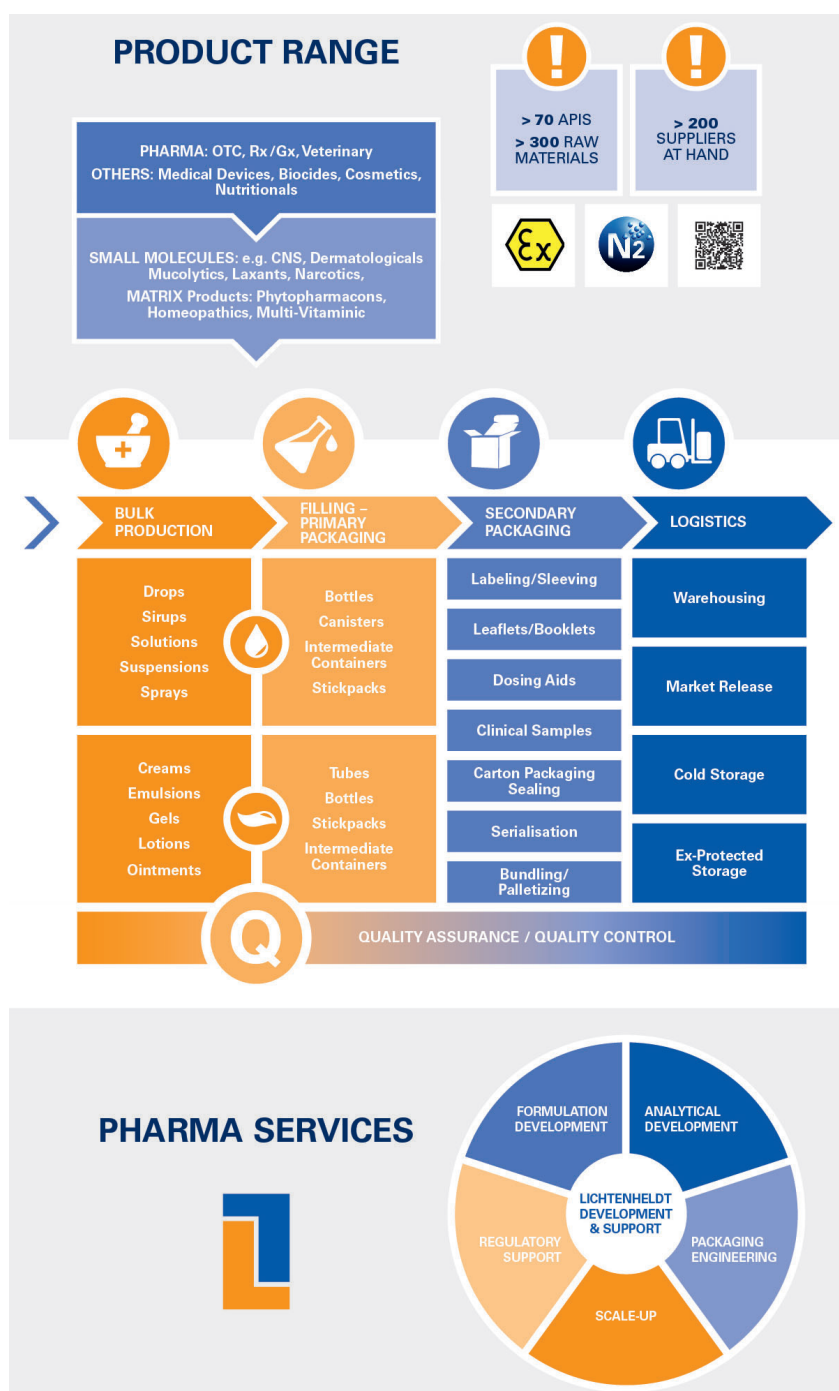 PRODUCT RANGE
!
!
> 70 APIS
> 300 RAW
MATERIALS
> 200
SUPPLIERS
AT HAND
PHARMA: OTC, Rx/Gx, Veterinary
OTHERS: Medical Devices, Biocides, Cosmetics,
Nutritionals
SMALL MOLECULES: e.g. CNS, Dermatologicals
Mucolytics, Laxants, Narcotics,
MATRIX Products: Phytopharmacons,
Homeopathics, Multi-Vitaminic
Ex
N2
BULK
PRODUCTION
FILLING –
PRIMARY
PACKAGING
SECONDARY
PACKAGING
LOGISTICS
Drops
Sirups
Solutions
Suspensions
Sprays
Bottles
Canisters
Intermediate
Containers
Stickpacks
Creams
Emulsions
Gels
Lotions
Ointments
Tubes
Bottles
Stickpacks
Intermediate
Containers
Labeling/Sleeving
Leaflets/Booklets
Dosing Aids
Clinical Samples
Carton Packaging
Sealing
Serialisation
Bundling/
Palletizing
Warehousing
Market Release
Cold Storage
Ex-Protected
Storage
Q
QUALITY ASSURANCE / QUALITY CONTROL
PHARMA SERVICES
FORMULATION
DEVELOPMENT
ANALYTICAL
DEVELOPMENT
LICHTENHELDT
DEVELOPMENT
& SUPPORT
REGULATORY
SUPPORT
PACKAGING
ENGINEERING
SCALE-UP